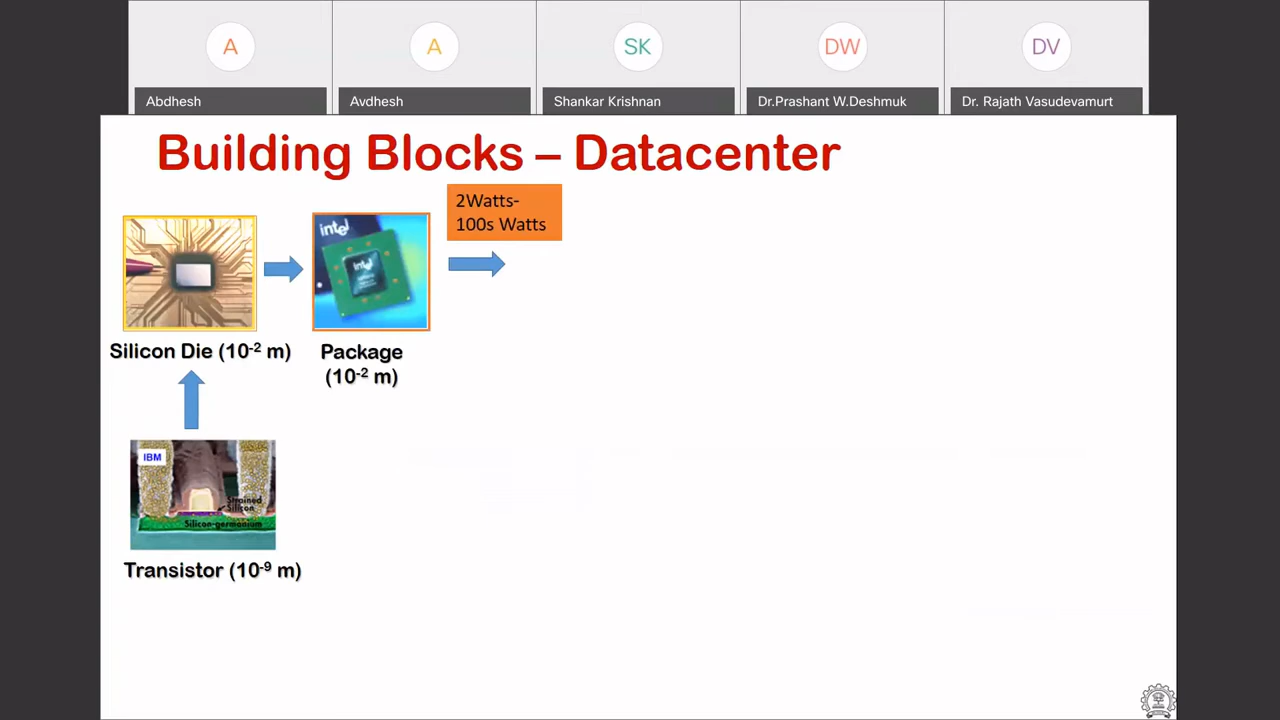 A
A
SK
DW
DV
Abdhesh
Avdhesh
Shankar Krishnan
Dr.Prashant W.Deshmuk
Dr. Rajath Vasudevamurt
Building Blocks – Datacenter
2Watts-
100s Watts
intel
intel
Silicon Die (10-2 m)
Package
(10-2 m)
IBM
Strained
Silicon
Silicon-germanium
Transistor (10-9 m)